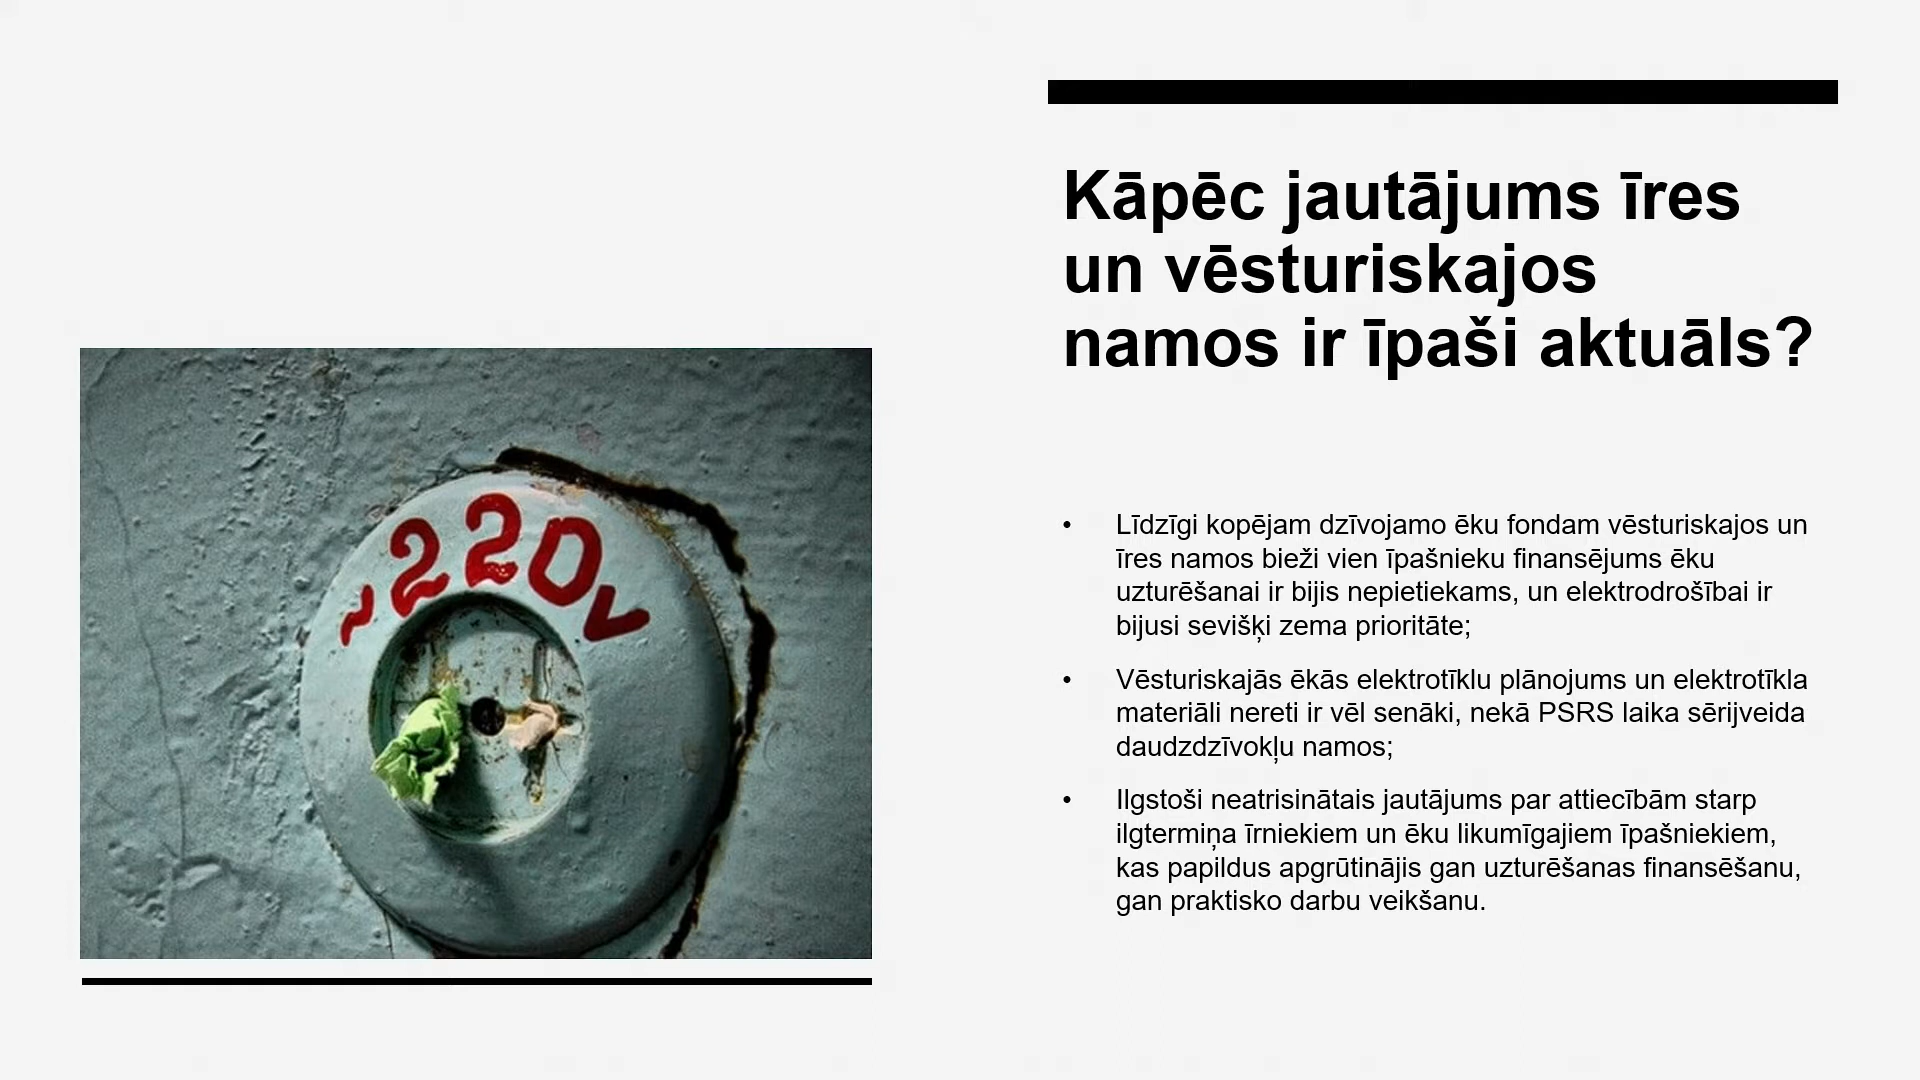 Kāpēc jautājums īres
un vēsturiskajos
namos ir īpaši aktuāls?
~220v
• Līdzīgi kopējam dzīvojamo ēku fondam vēsturiskajos un
īres namos bieži vien īpašnieku finansējums ēku
uzturēšanai ir bijis nepietiekams, un elektrodrošībai ir
bijusi sevišķi zema prioritāte;
• Vēsturiskajās ēkās elektrotīklu plānojums un elektrotīkla
materiāli nereti ir vēl senāki, nekā PSRS laika sērijveida
daudzdzīvokļu namos;
• Ilgstoši neatrisinātais jautājums par attiecībām starp
ilgtermiņa īrniekiem un ēku likumīgajiem īpašniekiem,
kas papildus apgrūtinājis gan uzturēšanas finansēšanu,
gan praktisko darbu veikšanu.